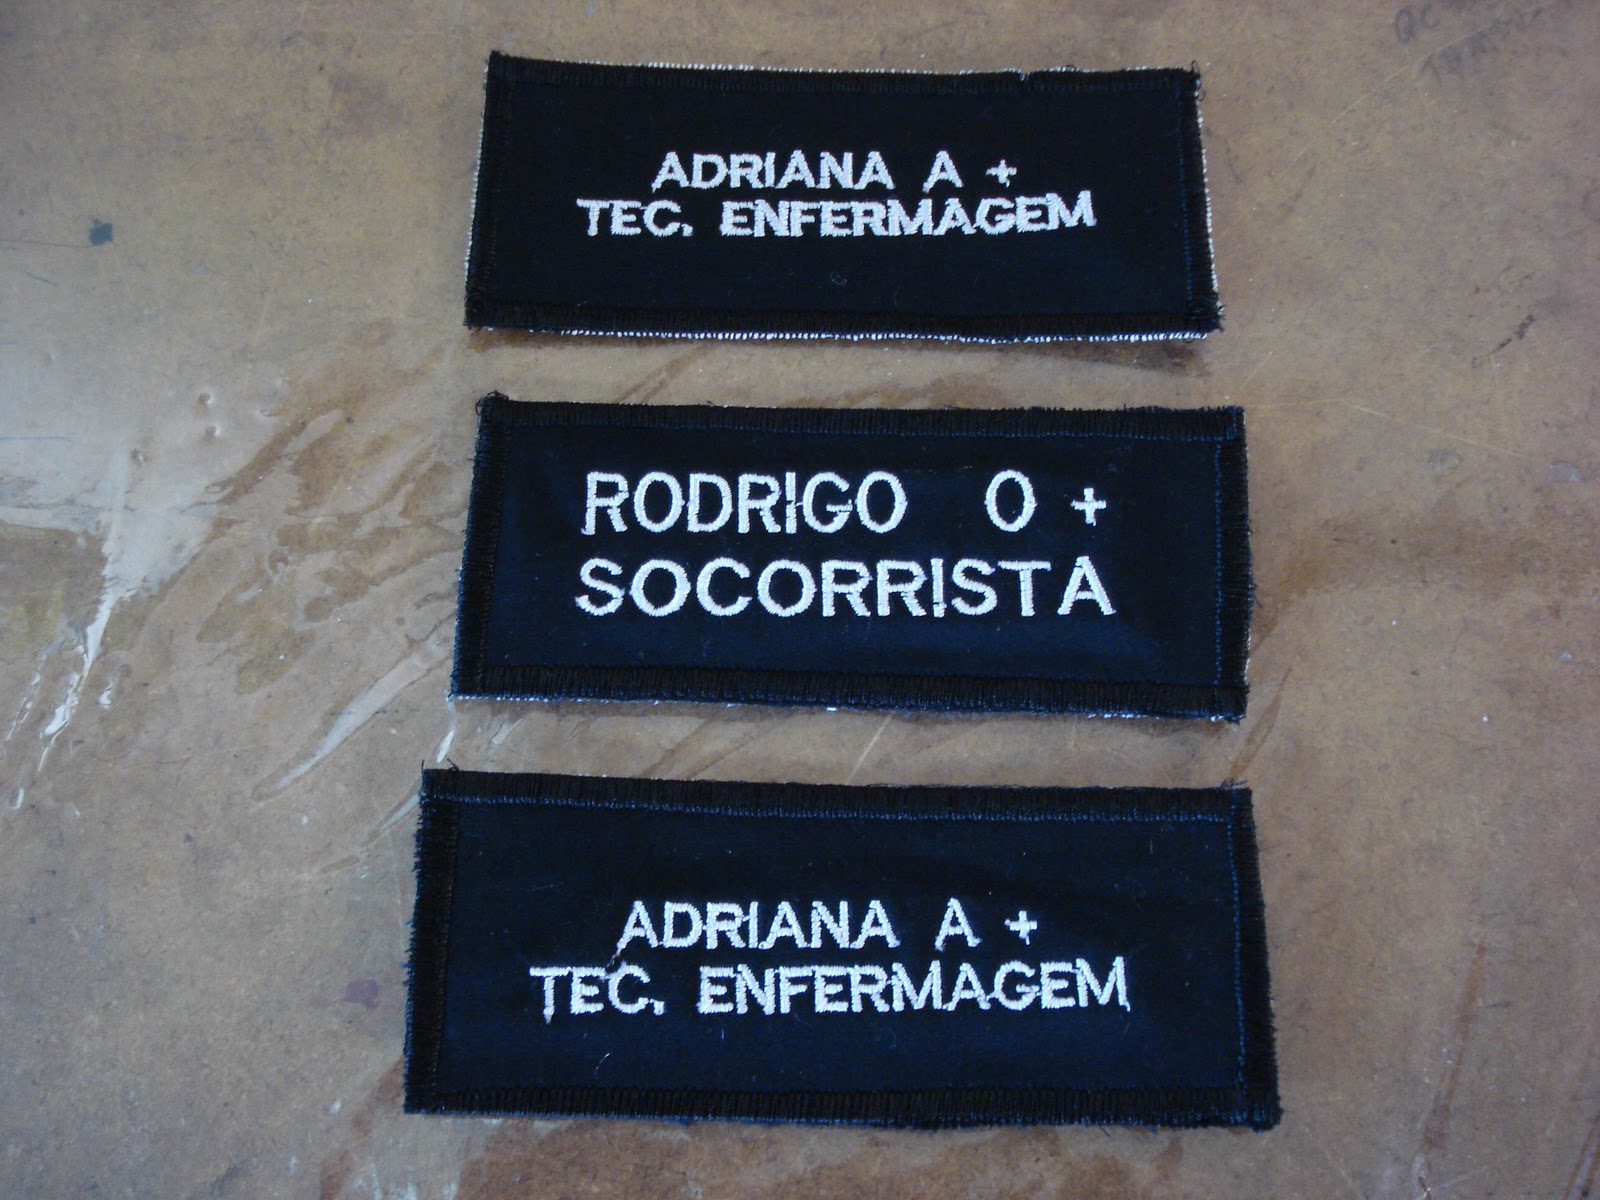 ADRIANA A +
TEC. ENFERMAGEM
RODRIGO O +
SOCORRISTA
ADRIANA A +
TEC. ENFERMAGEM